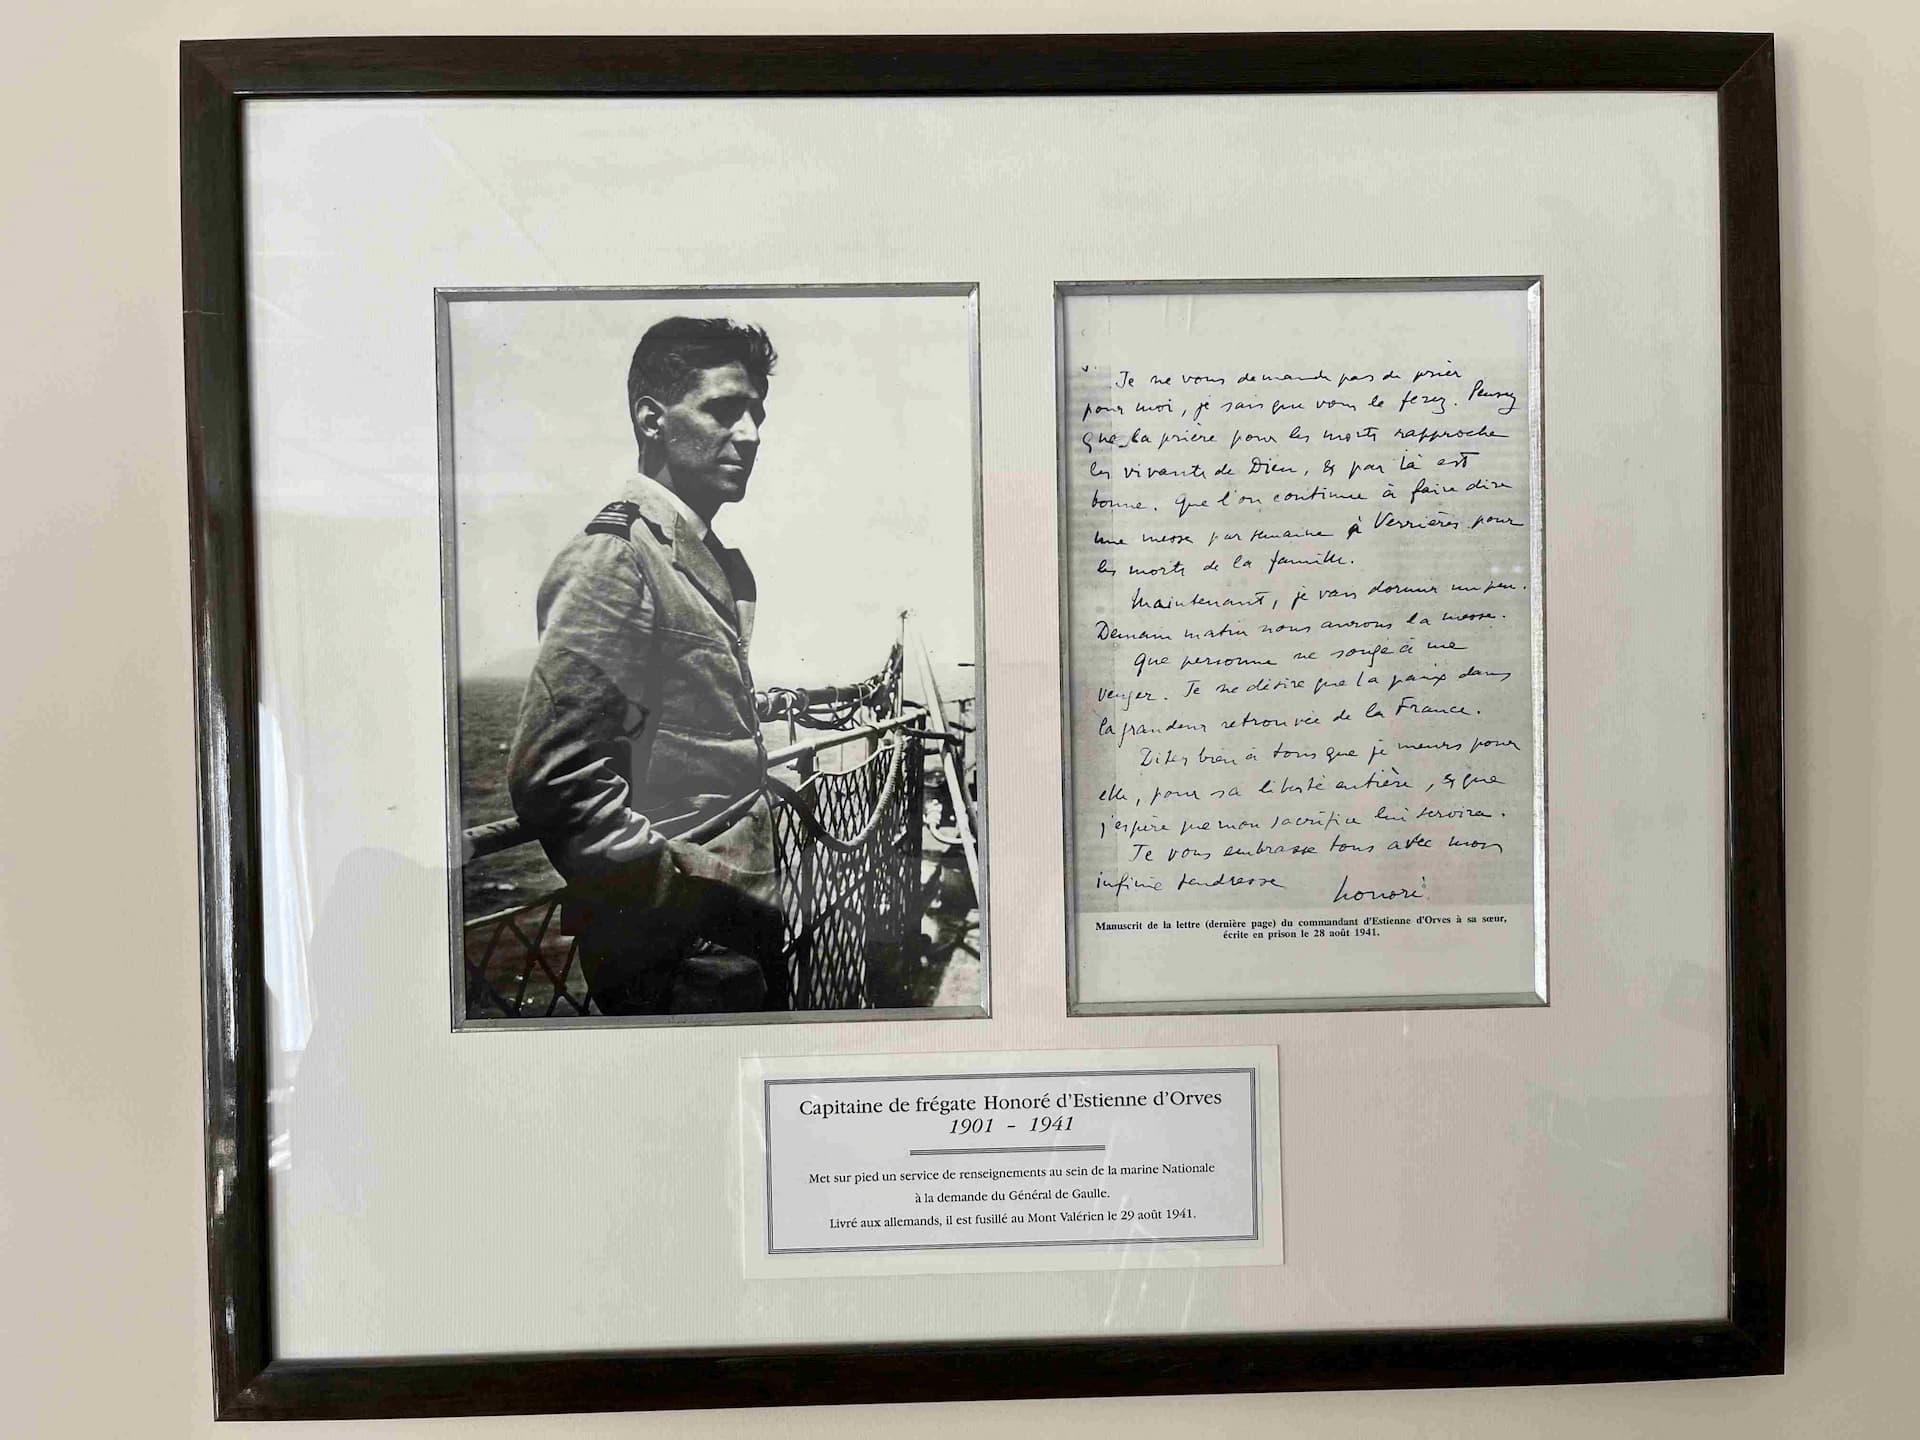 Je ne vous demande pas de prier
pour moi, je sais que vous le ferez. Pensez
que la prière pour les morts rapproche
les vivants de Dieu, & par là est
bonne. Que l'on continue à faire dire
une messe par semaine à Verrières pour
les morts de la famille.
Maintenant, je vais dormir un peu.
Demain matin nous aurons la messe.
Que personne ne songe à me
venger. Je ne désire que la paix dans
la grandeur retrouvée de la France.
Dites bien à tous que je meurs pour
elle, pour sa liberté entière, & que
j'espère que mon sacrifice lui servira.
Je vous embrasse tous avec mon
infinie tendresse
honoré
Manuscrit de la lettre (dernière page) du commandant d'Estienne d'Orves à sa sœur,
écrite en prison le 28 août 1941.
Capitaine de frégate Honoré d'Estienne d'Orves
1901 - 1941
Met sur pied un service de renseignements au sein de la marine Nationale
à la demande du Général de Gaulle.
Livré aux allemands, il est fusillé au Mont Valérien le 29 août 1941.